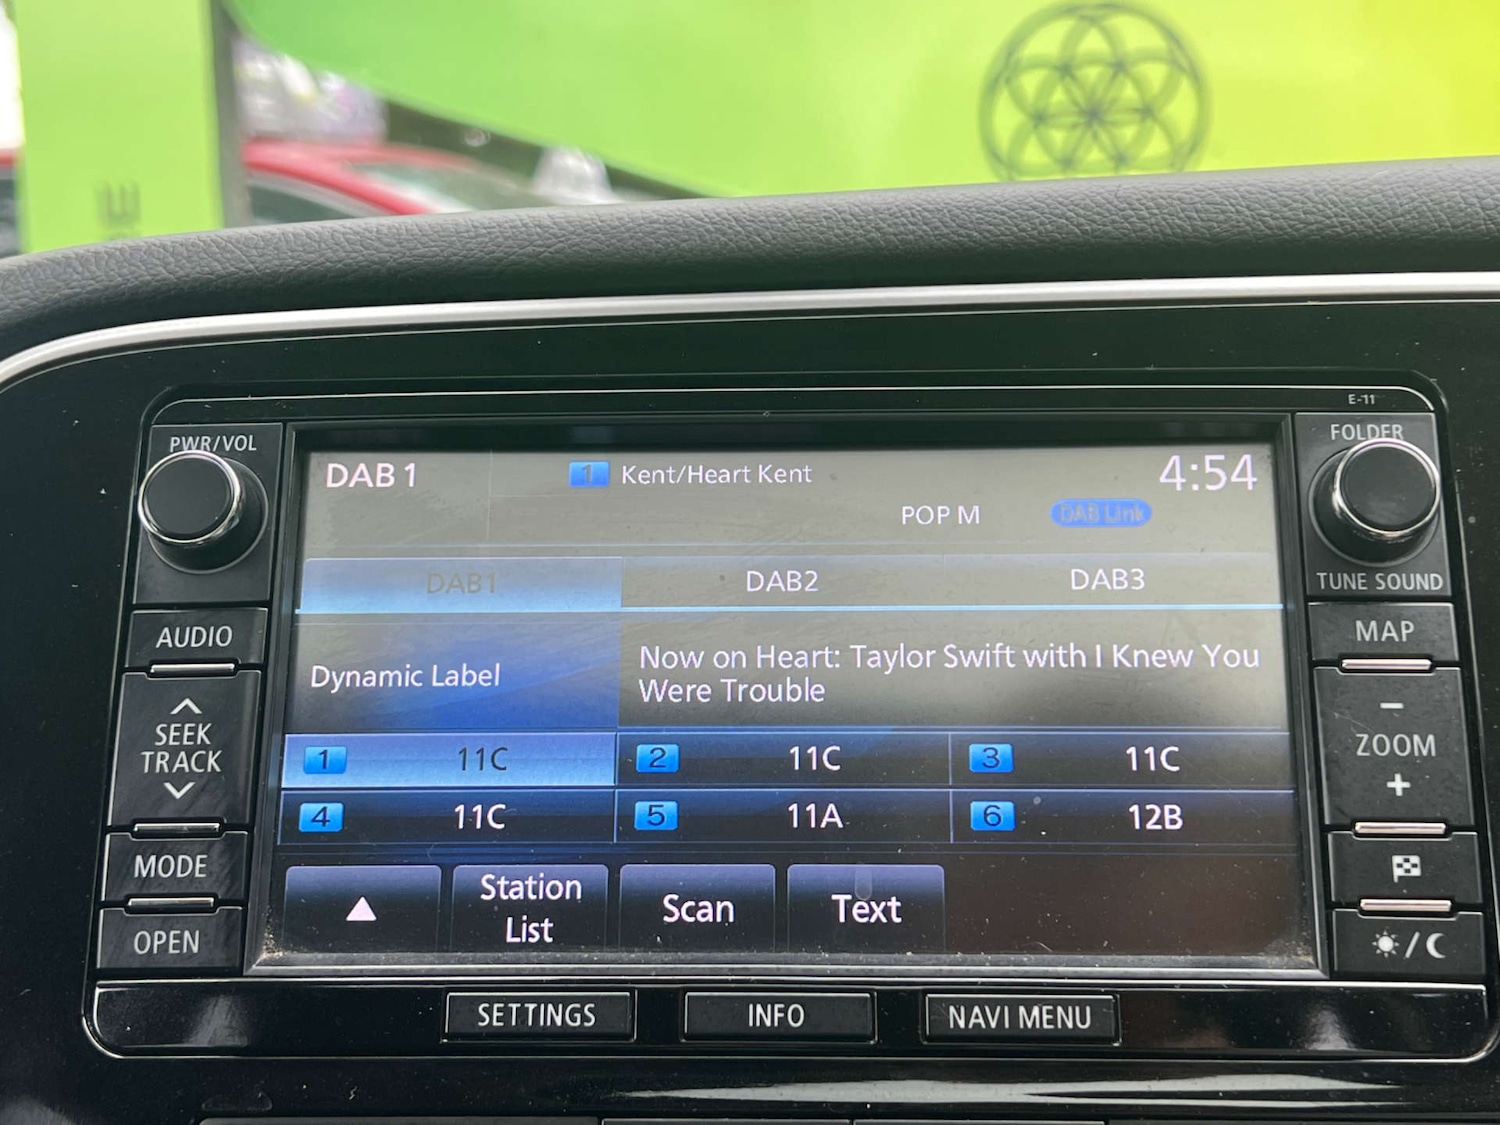 E-11
PWR/VOL
FOLDER
DAB 1
1 Kent/Heart Kent
4:54
POP M
DAB Link
DAB1
DAB2
DAB3
TUNE SOUND
AUDIO
MAP
Dynamic Label
Now on Heart: Taylor Swift with I Knew You
Were Trouble
SEEK
TRACK
ZOOM
1 11C
2 11C
3 11C
4 11C
5 11A
6 12B
MODE
OPEN
Station
List
Scan
Text
SETTINGS
INFO
NAVI MENU